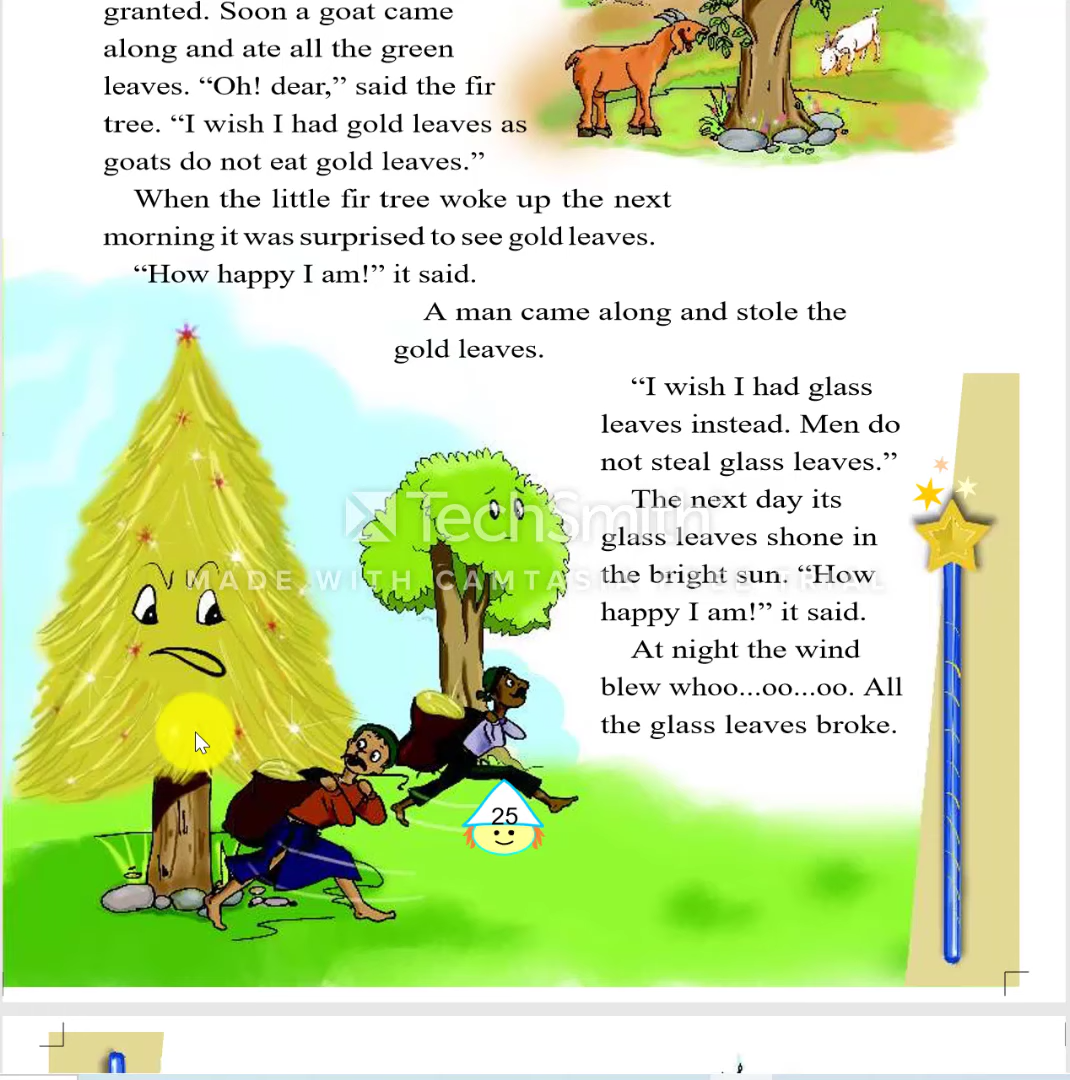 granted. Soon a goat came
along and ate all the green
leaves. “Oh! dear,” said the fir
tree. “I wish I had gold leaves as
goats do not eat gold leaves.”
When the little fir tree woke up the next
morning it was surprised to see gold leaves.
“How happy I am!” it said.
A man came along and stole the
gold leaves.
“I wish I had glass
leaves instead. Men do
not steal glass leaves.”
The next day its
glass leaves shone in
the bright sun. “How
happy I am!” it said.
At night the wind
blew whoo...oo...oo. All
the glass leaves broke.
TechSmith
MADE WITH CAMTASIA FREE TRIAL
25